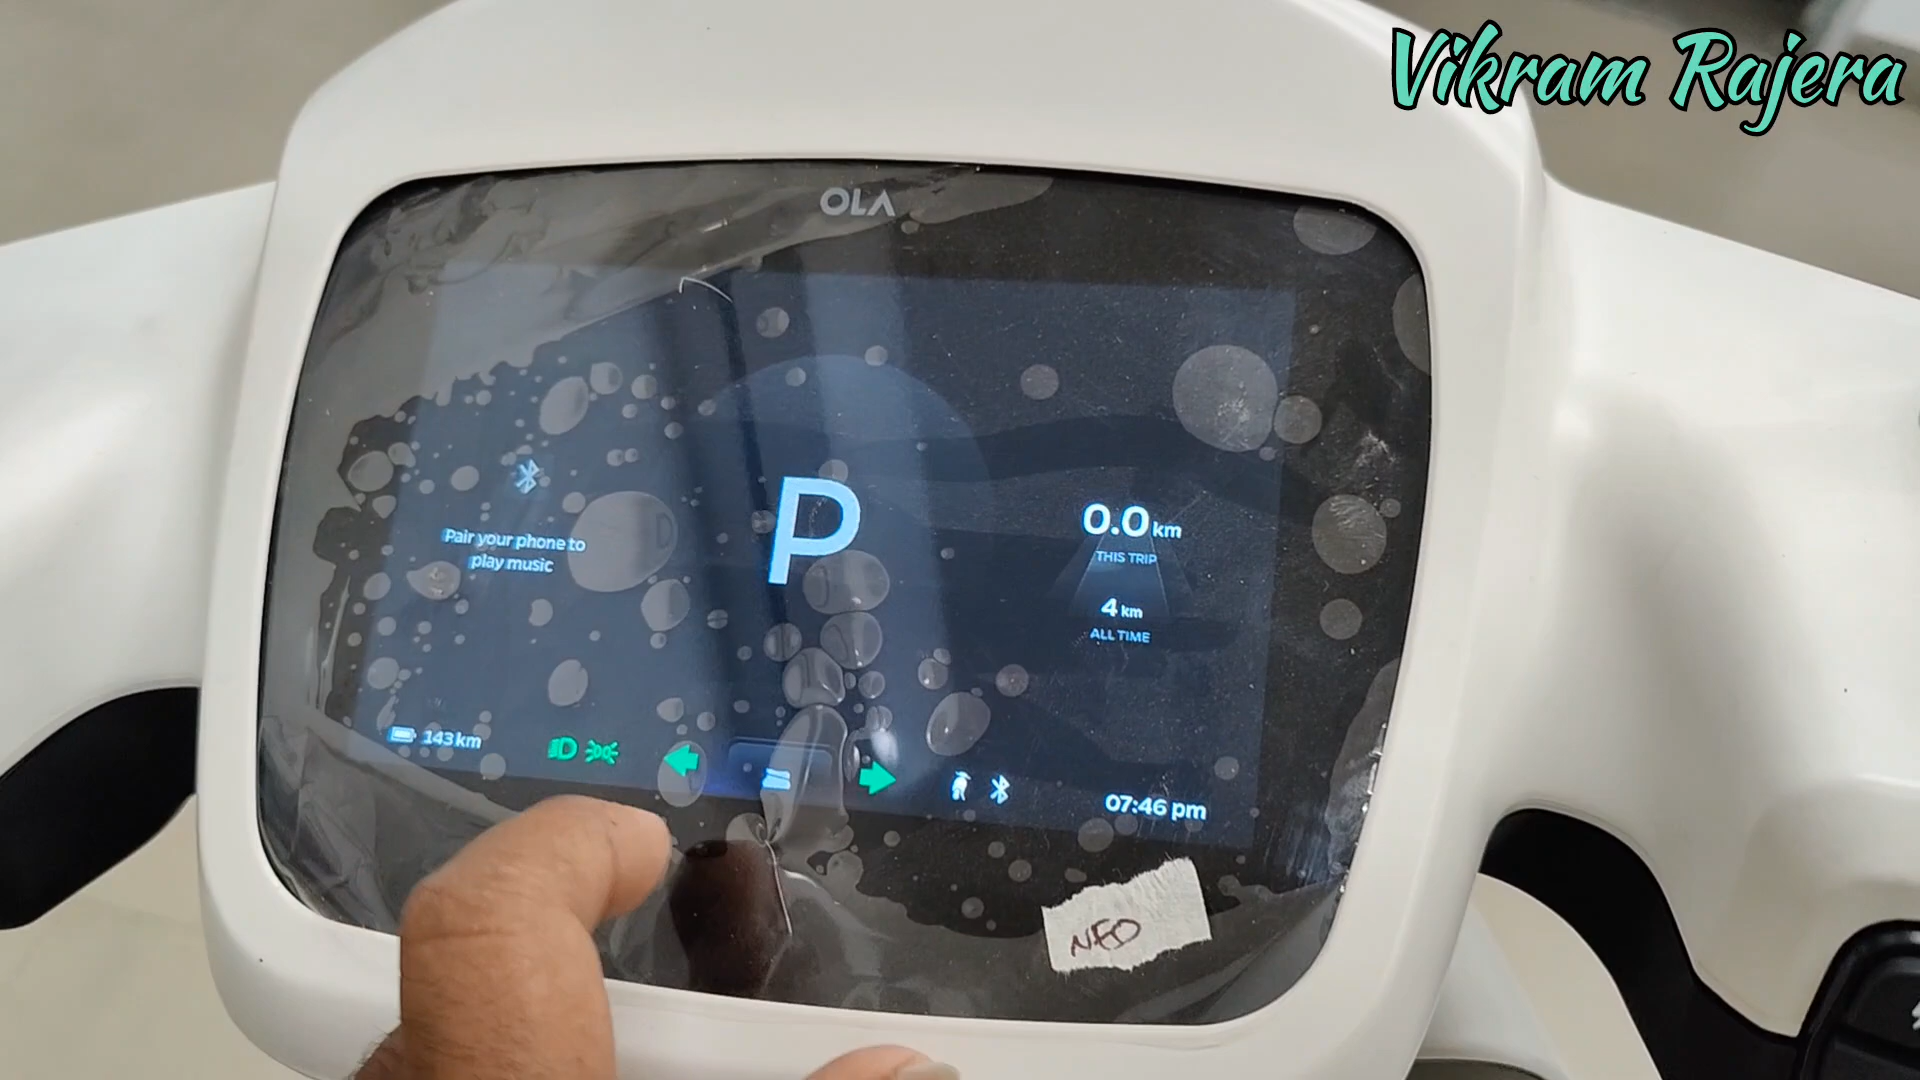 Vikram Rajera
OLA
P
Pair your phone to
play music
0.0 km
THIS TRIP
4 km
ALL TIME
143 km
07:46 pm
NEO